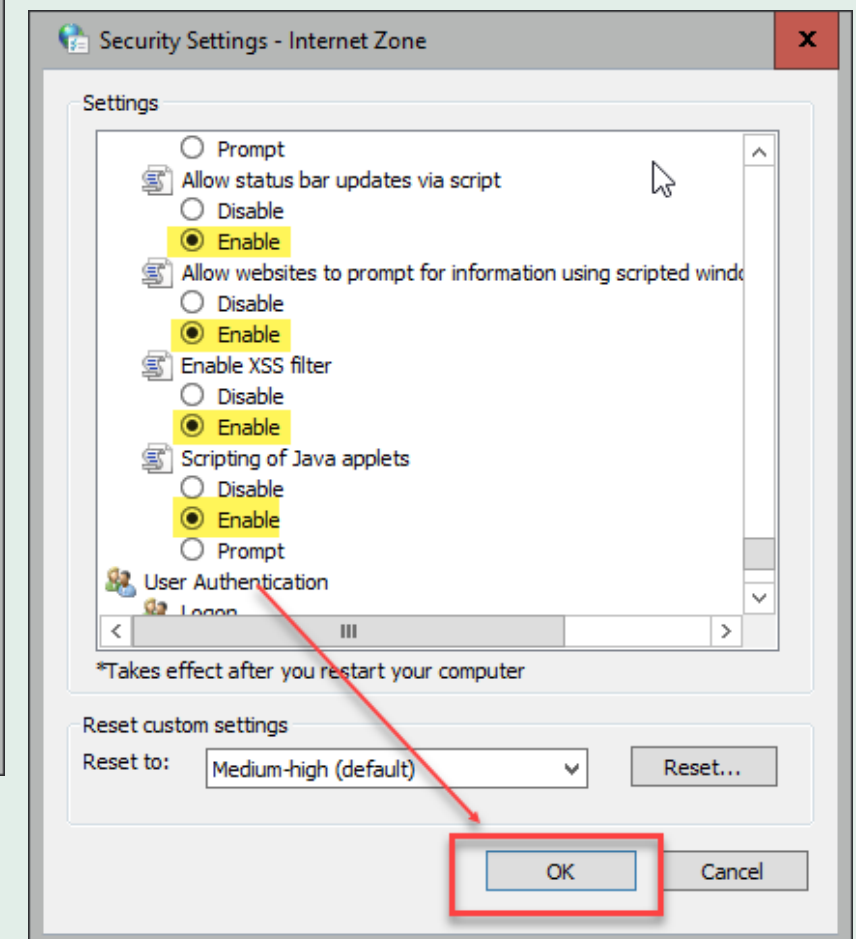 Security Settings - Internet Zone
x
Settings
Prompt
Allow status bar updates via script
Disable
Enable
Allow websites to prompt for information using scripted windo
Disable
Enable
Enable XSS filter
Disable
Enable
Scripting of Java applets
Disable
Enable
Prompt
User Authentication
Logon
*Takes effect after you restart your computer
Reset custom settings
Reset to: Medium-high (default) Reset...
OK Cancel